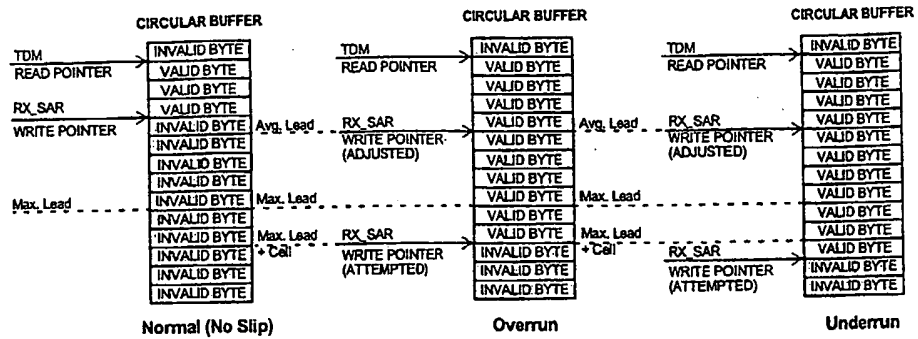 CIRCULAR BUFFER
TDM
READ POINTER
RX_SAR
WRITE POINTER
Max. Lead
INVALID BYTE
VALID BYTE
VALID BYTE
VALID BYTE
INVALID BYTE
INVALID BYTE
INVALID BYTE
INVALID BYTE
INVALID BYTE
INVALID BYTE
INVALID BYTE
INVALID BYTE
INVALID BYTE
INVALID BYTE
Normal (No Slip)
Avg. Lead
Max. Lead
Max. Lead
+ Cell
CIRCULAR BUFFER
TDM
READ POINTER
RX_SAR
WRITE POINTER
(ADJUSTED)
RX_SAR
WRITE POINTER
(ATTEMPTED)
INVALID BYTE
VALID BYTE
VALID BYTE
VALID BYTE
VALID BYTE
VALID BYTE
VALID BYTE
VALID BYTE
VALID BYTE
VALID BYTE
VALID BYTE
INVALID BYTE
INVALID BYTE
INVALID BYTE
Overrun
Avg. Lead
Max. Lead
Max. Lead
+ Cell
CIRCULAR BUFFER
TDM
READ POINTER
RX_SAR
WRITE POINTER
(ADJUSTED)
RX_SAR
WRITE POINTER
(ATTEMPTED)
INVALID BYTE
VALID BYTE
VALID BYTE
VALID BYTE
VALID BYTE
VALID BYTE
VALID BYTE
VALID BYTE
VALID BYTE
VALID BYTE
VALID BYTE
VALID BYTE
INVALID BYTE
INVALID BYTE
Underrun